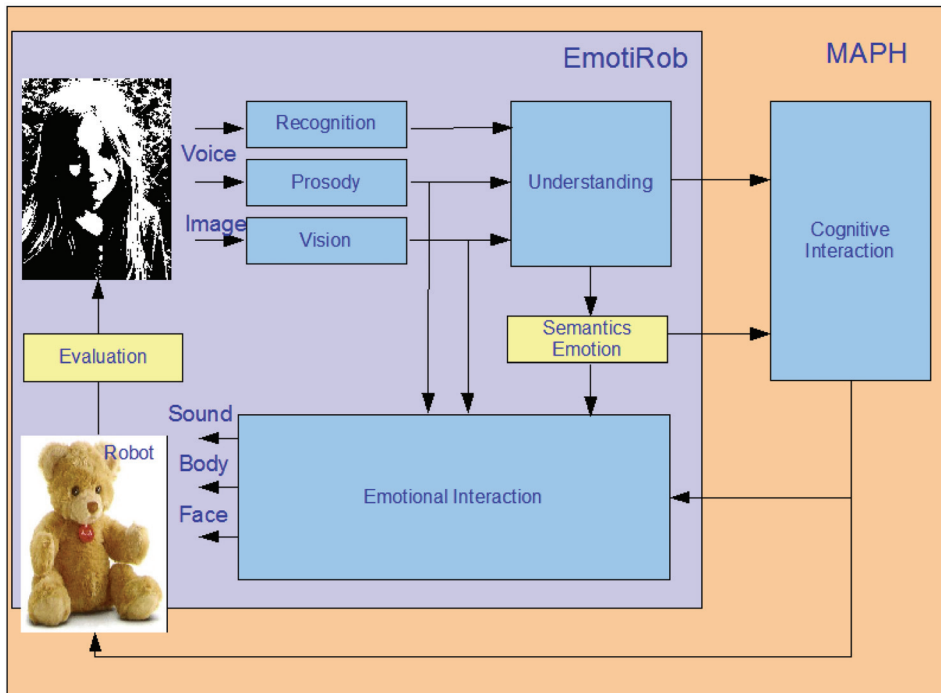 EmotiRob
MAPH
Recognition
Voice
Prosody
Understanding
Image
Vision
Cognitive
Interaction
Semantics
Emotion
Evaluation
Sound
Robot
Body
Emotional Interaction
Face